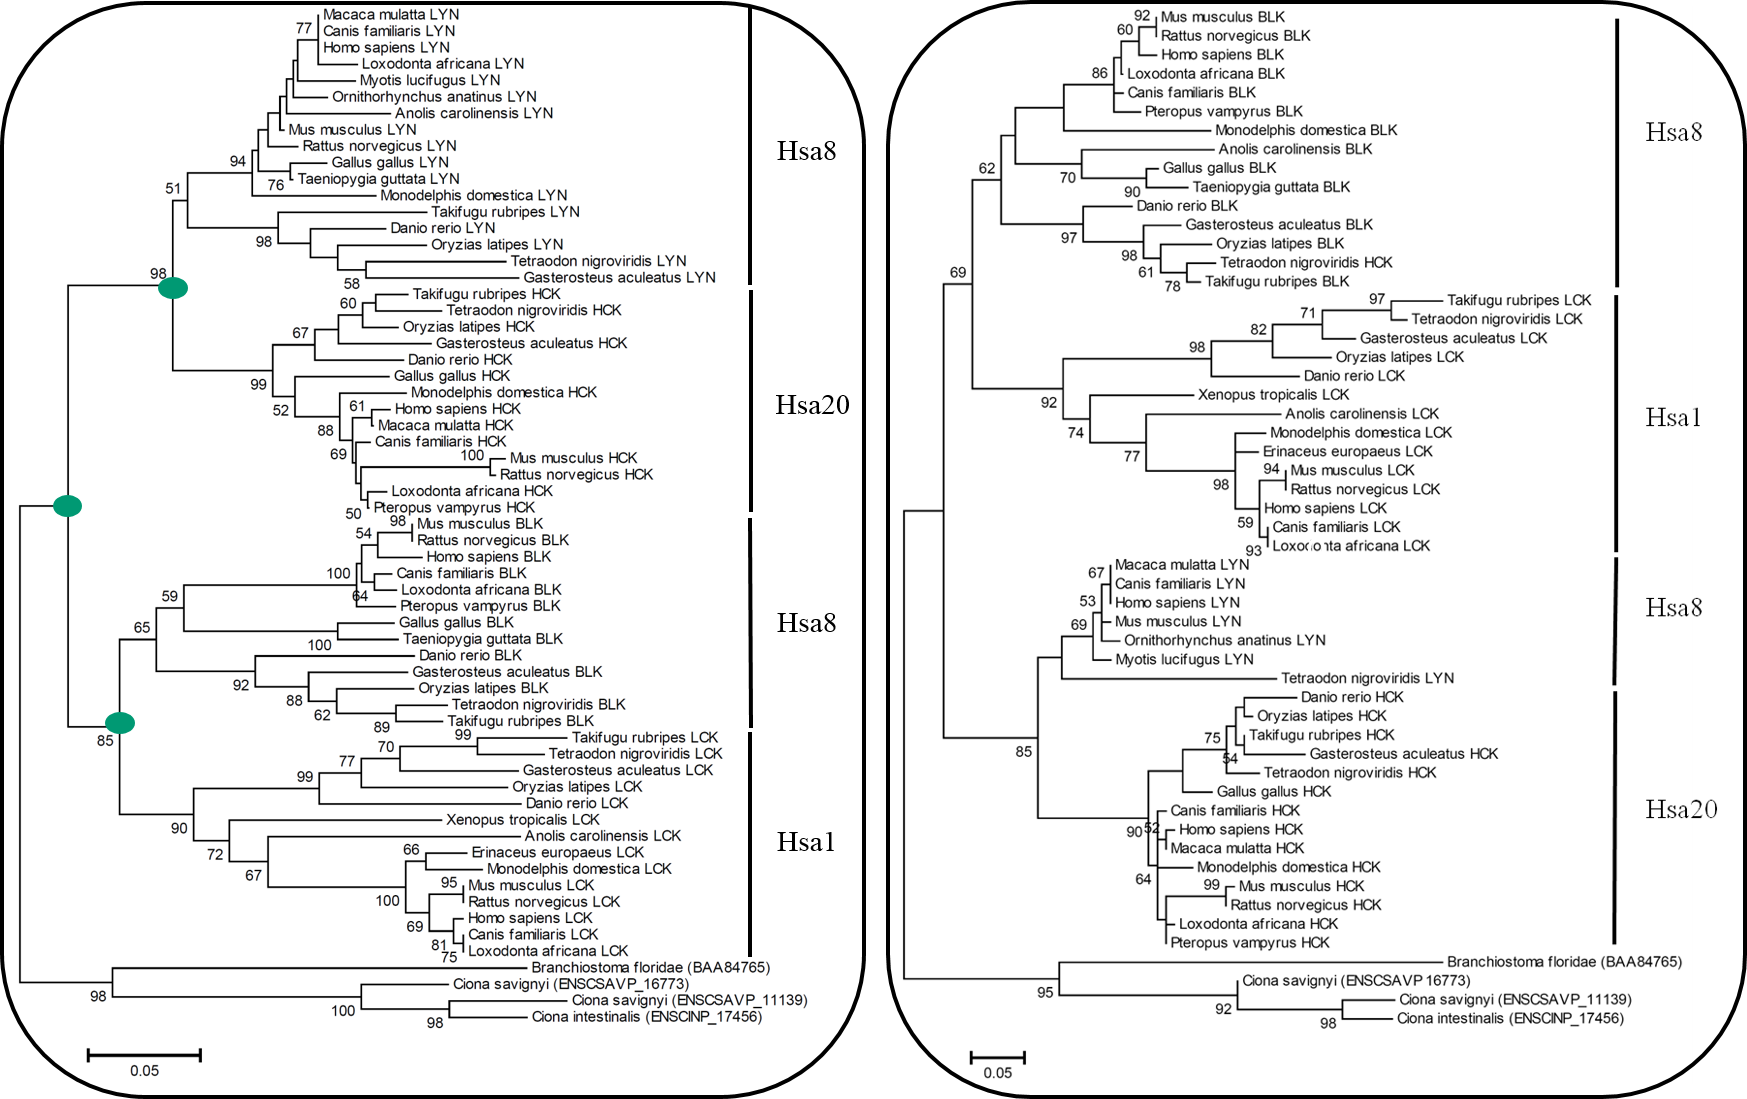 Macaca mulatta LYN
77
Canis familiaris LYN
Homo sapiens LYN
Loxodonta africana LYN
Myotis lucifugus LYN
Ornithorhynchus anatinus LYN
Anolis carolinensis LYN
Mus musculus LYN
Rattus norvegicus LYN
Hsa8
94
Gallus gallus LYN
76
Taeniopygia guttata LYN
51
Monodelphis domestica LYN
Takifugu rubripes LYN
Danio rerio LYN
98
Oryzias latipes LYN
Tetraodon nigroviridis LYN
98
58
Gasterosteus aculeatus LYN
Takifugu rubripes HCK
60
Tetraodon nigroviridis HCK
67
Oryzias latipes HCK
Gasterosteus aculeatus HCK
Danio rerio HCK
99
Gallus gallus HCK
Monodelphis domestica HCK
52
61
Homo sapiens HCK
Hsa20
88
Macaca mulatta HCK
Canis familiaris HCK
69
100
Mus musculus HCK
Rattus norvegicus HCK
Loxodonta africana HCK
50
Pteropus vampyrus HCK
98
Mus musculus BLK
54
Rattus norvegicus BLK
Homo sapiens BLK
100
Canis familiaris BLK
64
Loxodonta africana BLK
59
Pteropus vampyrus BLK
65
Gallus gallus BLK
Hsa8
100
Taeniopygia guttata BLK
Danio rerio BLK
92
Gasterosteus aculeatus BLK
88
Oryzias latipes BLK
62
Tetraodon nigroviridis BLK
89
Takifugu rubripes BLK
85
99
Takifugu rubripes LCK
70
Tetraodon nigroviridis LCK
77
Gasterosteus aculeatus LCK
99
Oryzias latipes LCK
Danio rerio LCK
90
Xenopus tropicalis LCK
Anolis carolinensis LCK
Hsa1
72
66
Erinaceus europaeus LCK
67
Monodelphis domestica LCK
95
Mus musculus LCK
100
Rattus norvegicus LCK
69
Homo sapiens LCK
81
Canis familiaris LCK
75
Loxodonta africana LCK
Branchiostoma floridae (BAA84765)
98
Ciona savignyi (ENSCSAVP_16773)
100
Ciona savignyi (ENSCSAVP_11139)
98
Ciona intestinalis (ENSCINP_17456)
0.05
92
Mus musculus BLK
60
Rattus norvegicus BLK
Homo sapiens BLK
86
Loxodonta africana BLK
Canis familiaris BLK
Pteropus vampyrus BLK
Monodelphis domestica BLK
Hsa8
Anolis carolinensis BLK
62
70
Gallus gallus BLK
90
Taeniopygia guttata BLK
Danio rerio BLK
97
Gasterosteus aculeatus BLK
98
Oryzias latipes BLK
61
Tetraodon nigroviridis HCK
69
78
Takifugu rubripes BLK
97
Takifugu rubripes LCK
71
Tetraodon nigroviridis LCK
82
Gasterosteus aculeatus LCK
98
Oryzias latipes LCK
Danio rerio LCK
92
Xenopus tropicalis LCK
Anolis carolinensis LCK
Hsa1
74
Monodelphis domestica LCK
77
Erinaceus europaeus LCK
94
Mus musculus LCK
98
Rattus norvegicus LCK
Homo sapiens LCK
59
Canis familiaris LCK
93
Loxodonta africana LCK
Macaca mulatta LYN
67
Canis familiaris LYN
53
Homo sapiens LYN
Hsa8
69
Mus musculus LYN
Ornithorhynchus anatinus LYN
Myotis lucifugus LYN
Tetraodon nigroviridis LYN
Danio rerio HCK
Oryzias latipes HCK
75
Takifugu rubripes HCK
85
54
Gasterosteus aculeatus HCK
Tetraodon nigroviridis HCK
Gallus gallus HCK
Canis familiaris HCK
Hsa20
90
52
Homo sapiens HCK
Macaca mulatta HCK
Monodelphis domestica HCK
64
99
Mus musculus HCK
Rattus norvegicus HCK
Loxodonta africana HCK
Pteropus vampyrus HCK
Branchiostoma floridae (BAA84765)
95
Ciona savignyi (ENSCSAVP 16773)
92
Ciona savignyi (ENSCSAVP_11139)
98
Ciona intestinalis (ENSCINP_17456)
0.05